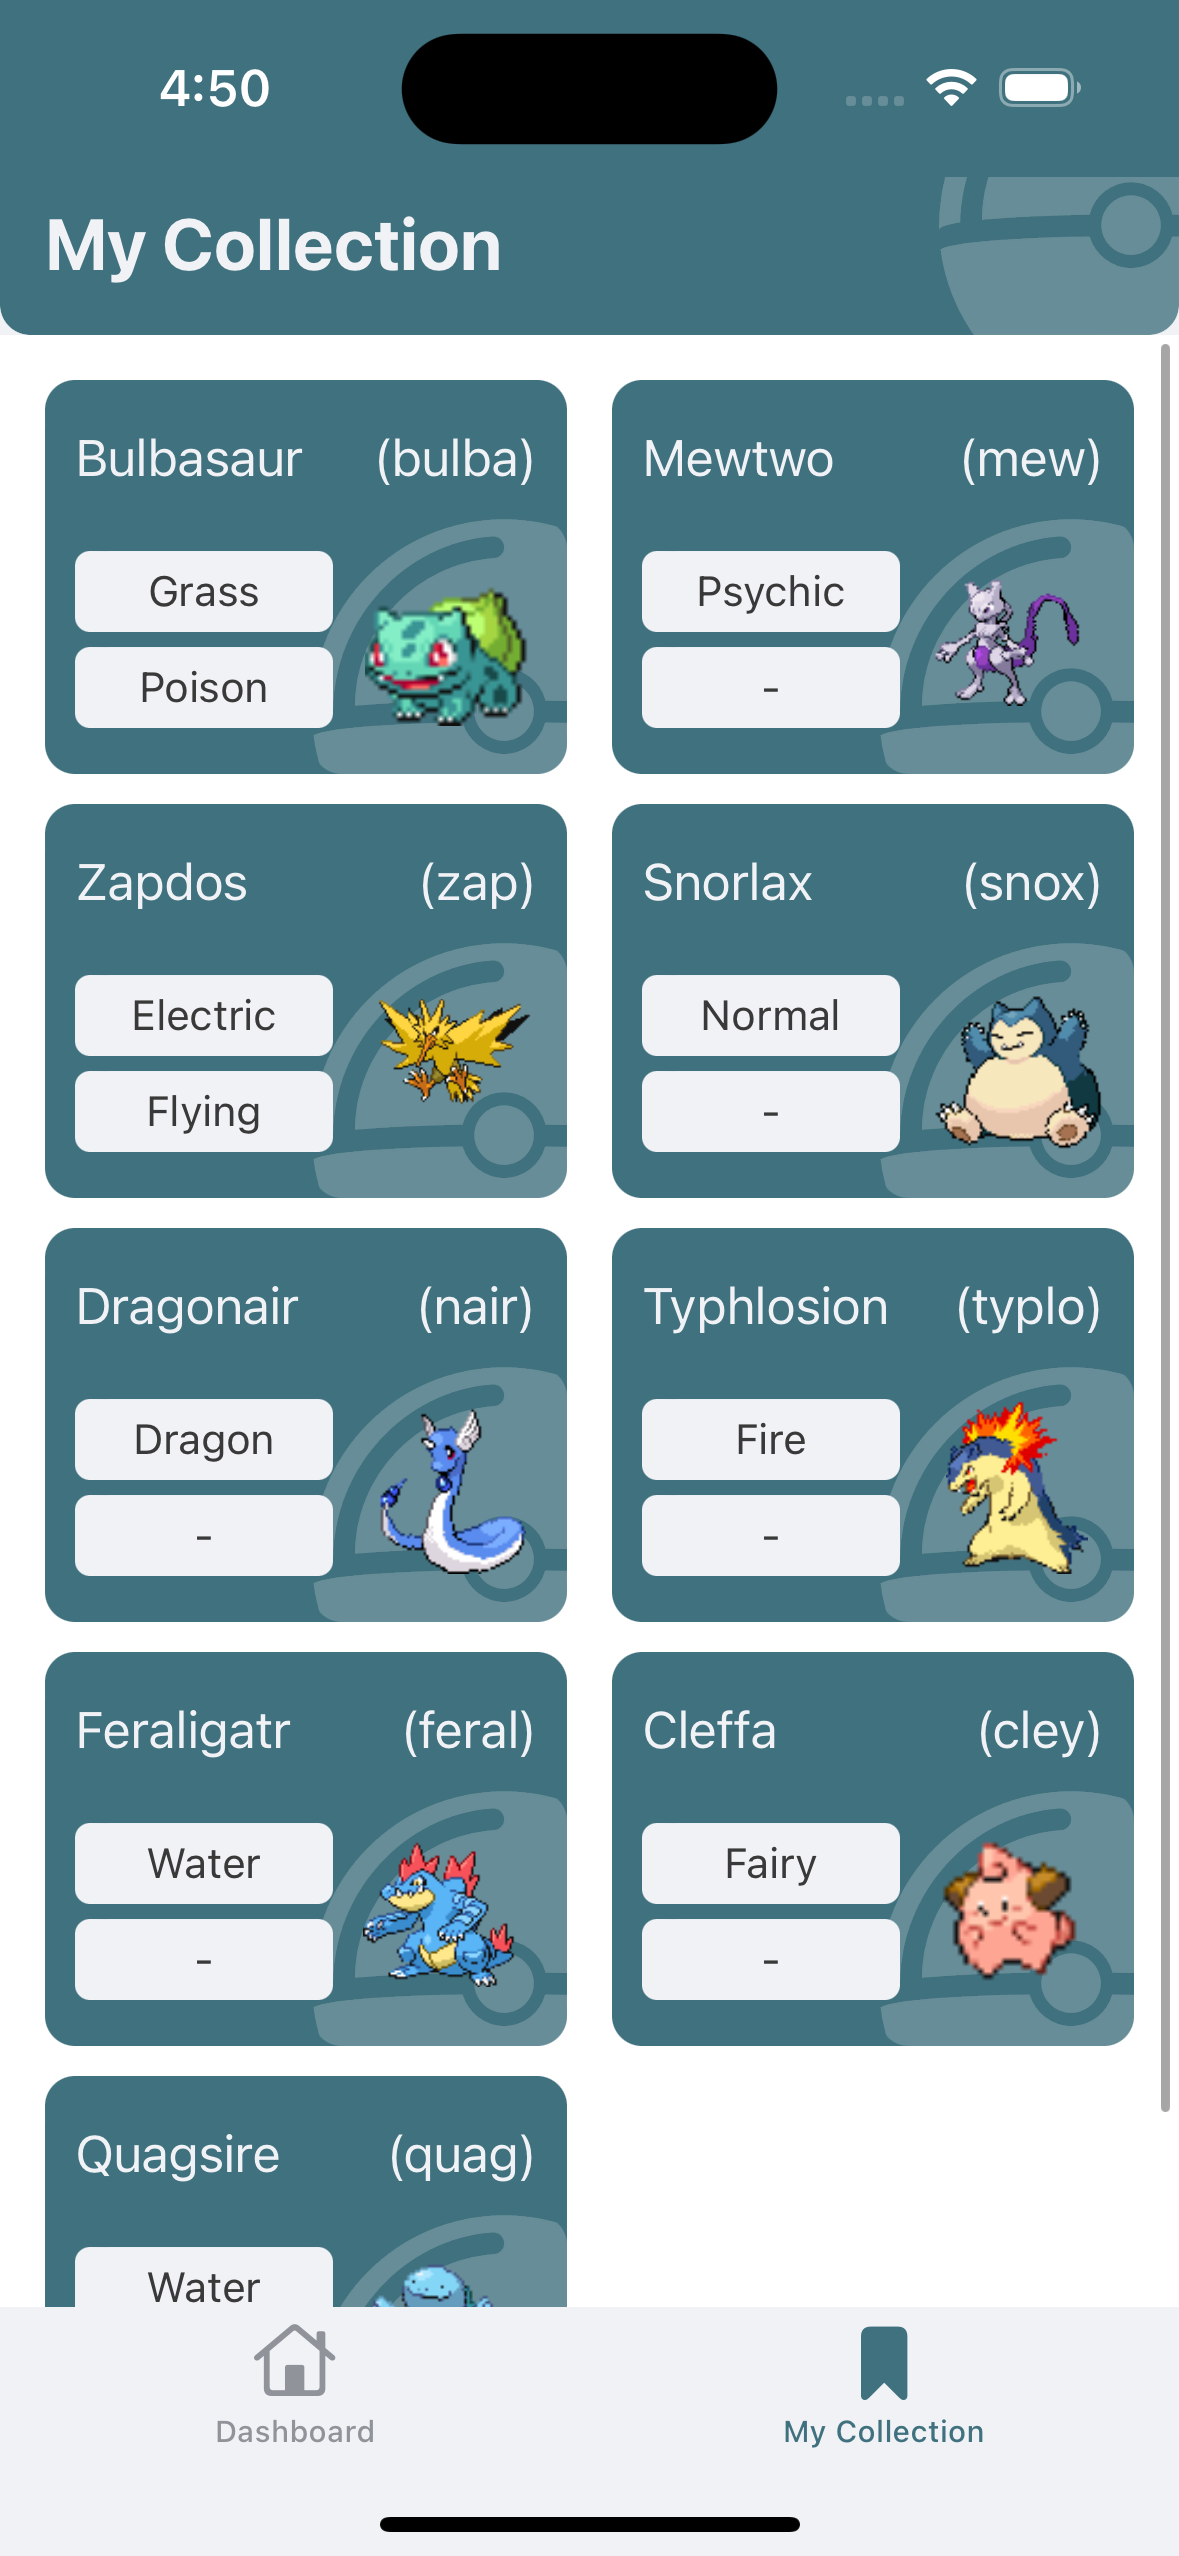 4:50
My Collection
Bulbasaur (bulba)
Grass
Poison
Mewtwo (mew)
Psychic
-
Zapdos (zap)
Electric
Flying
Snorlax (snox)
Normal
-
Dragonair (nair)
Dragon
-
Typhlosion (typlo)
Fire
-
Feraligatr (feral)
Water
-
Cleffa (cley)
Fairy
-
Quagsire (quag)
Water
Dashboard
My Collection